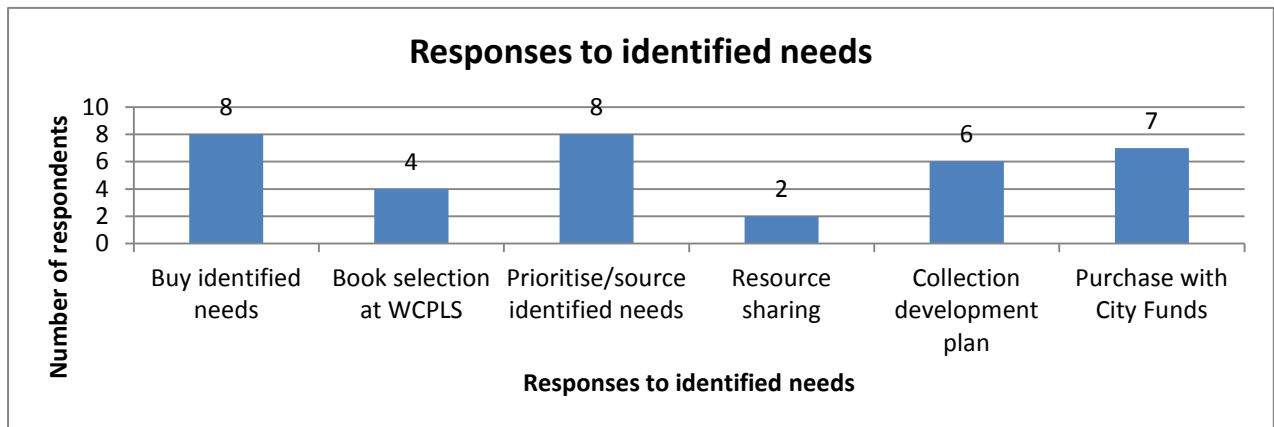 Responses to identified needs
Number of respondents
10
8
6
4
2
0
8
4
8
2
6
7
Buy identified
needs
Book selection
at WCPLS
Prioritise/source
identified needs
Resource
sharing
Collection
development
plan
Purchase with
City Funds
Responses to identified needs